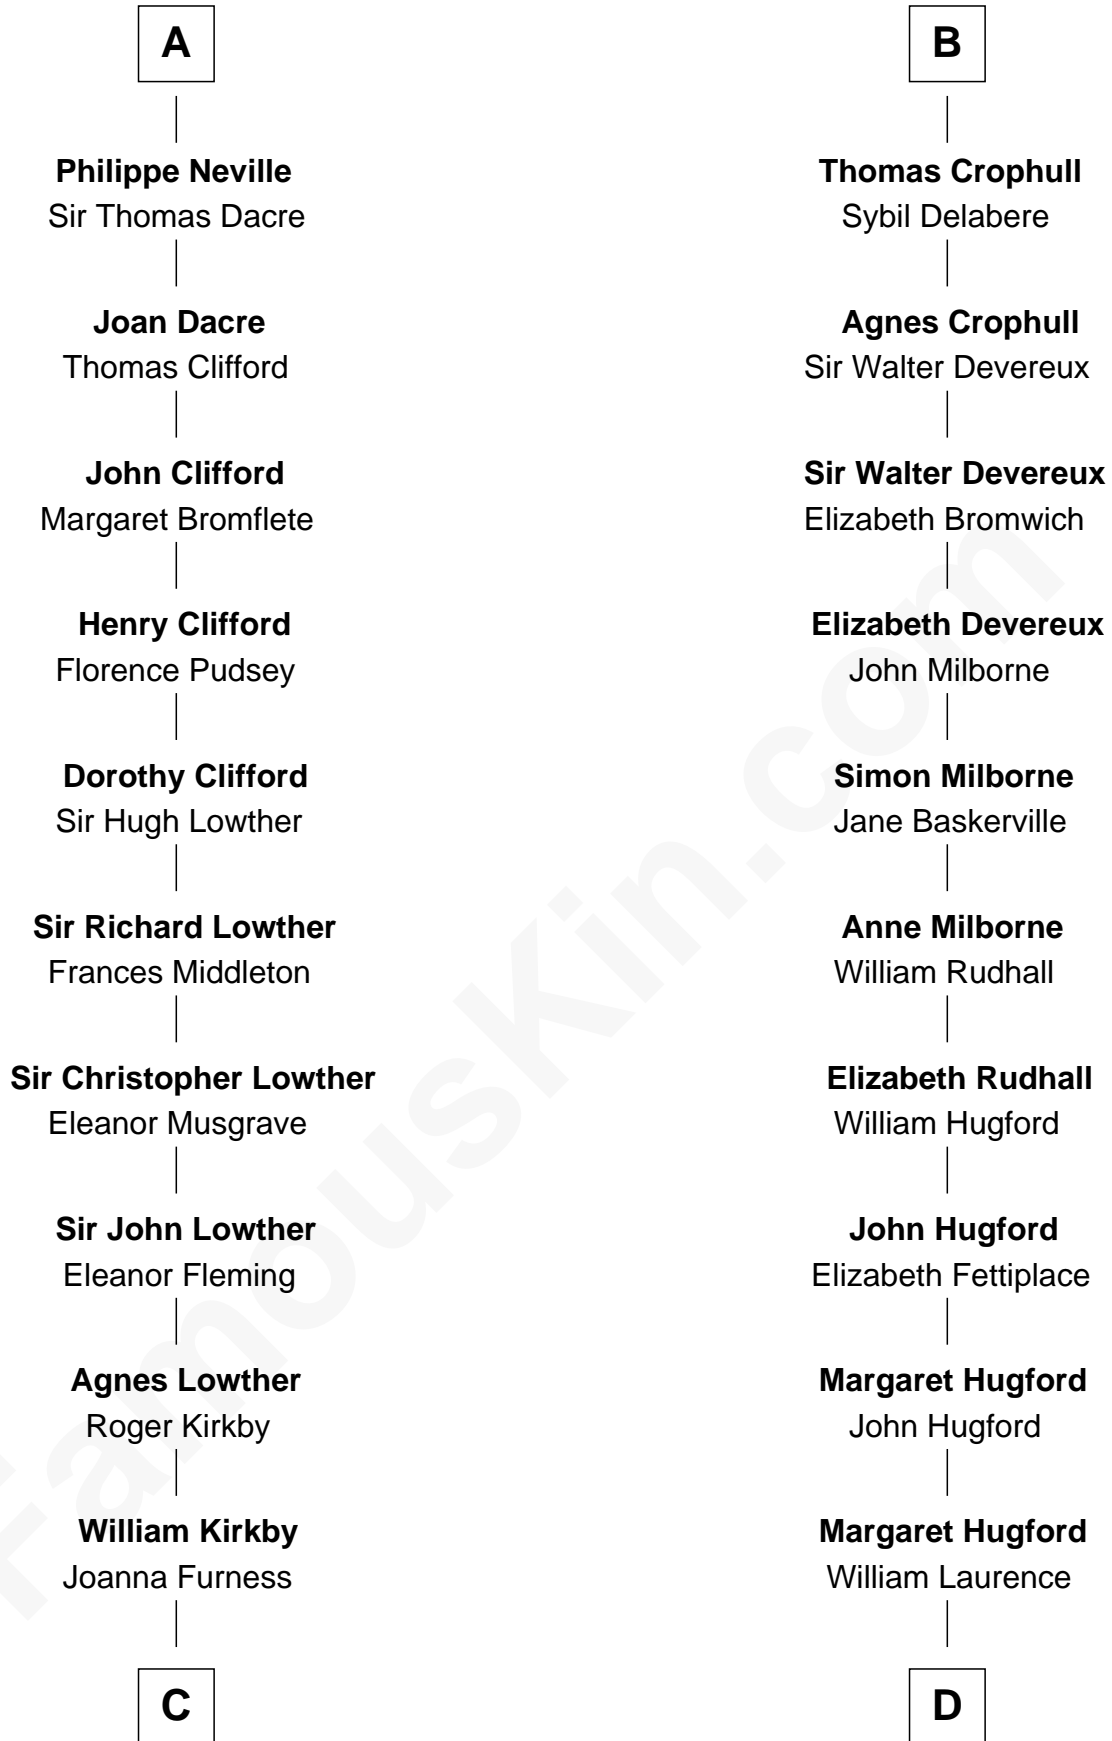 A
Philippe Neville
Sir Thomas Dacre
Joan Dacre
Thomas Clifford
John Clifford
Margaret Bromflete
Henry Clifford
Florence Pudsey
Dorothy Clifford
Sir Hugh Lowther
Sir Richard Lowther
Frances Middleton
Sir Christopher Lowther
Eleanor Musgrave
Sir John Lowther
Eleanor Fleming
Agnes Lowther
Roger Kirkby
William Kirkby
Joanna Furness
C
B
Thomas Crophull
Sybil Delabere
Agnes Crophull
Sir Walter Devereux
Sir Walter Devereux
Elizabeth Bromwich
Elizabeth Devereux
John Milborne
Simon Milborne
Jane Baskerville
Anne Milborne
William Rudhall
Elizabeth Rudhall
William Hugford
John Hugford
Elizabeth Fettiplace
Margaret Hugford
John Hugford
Margaret Hugford
William Laurence
D
FamousKin.com